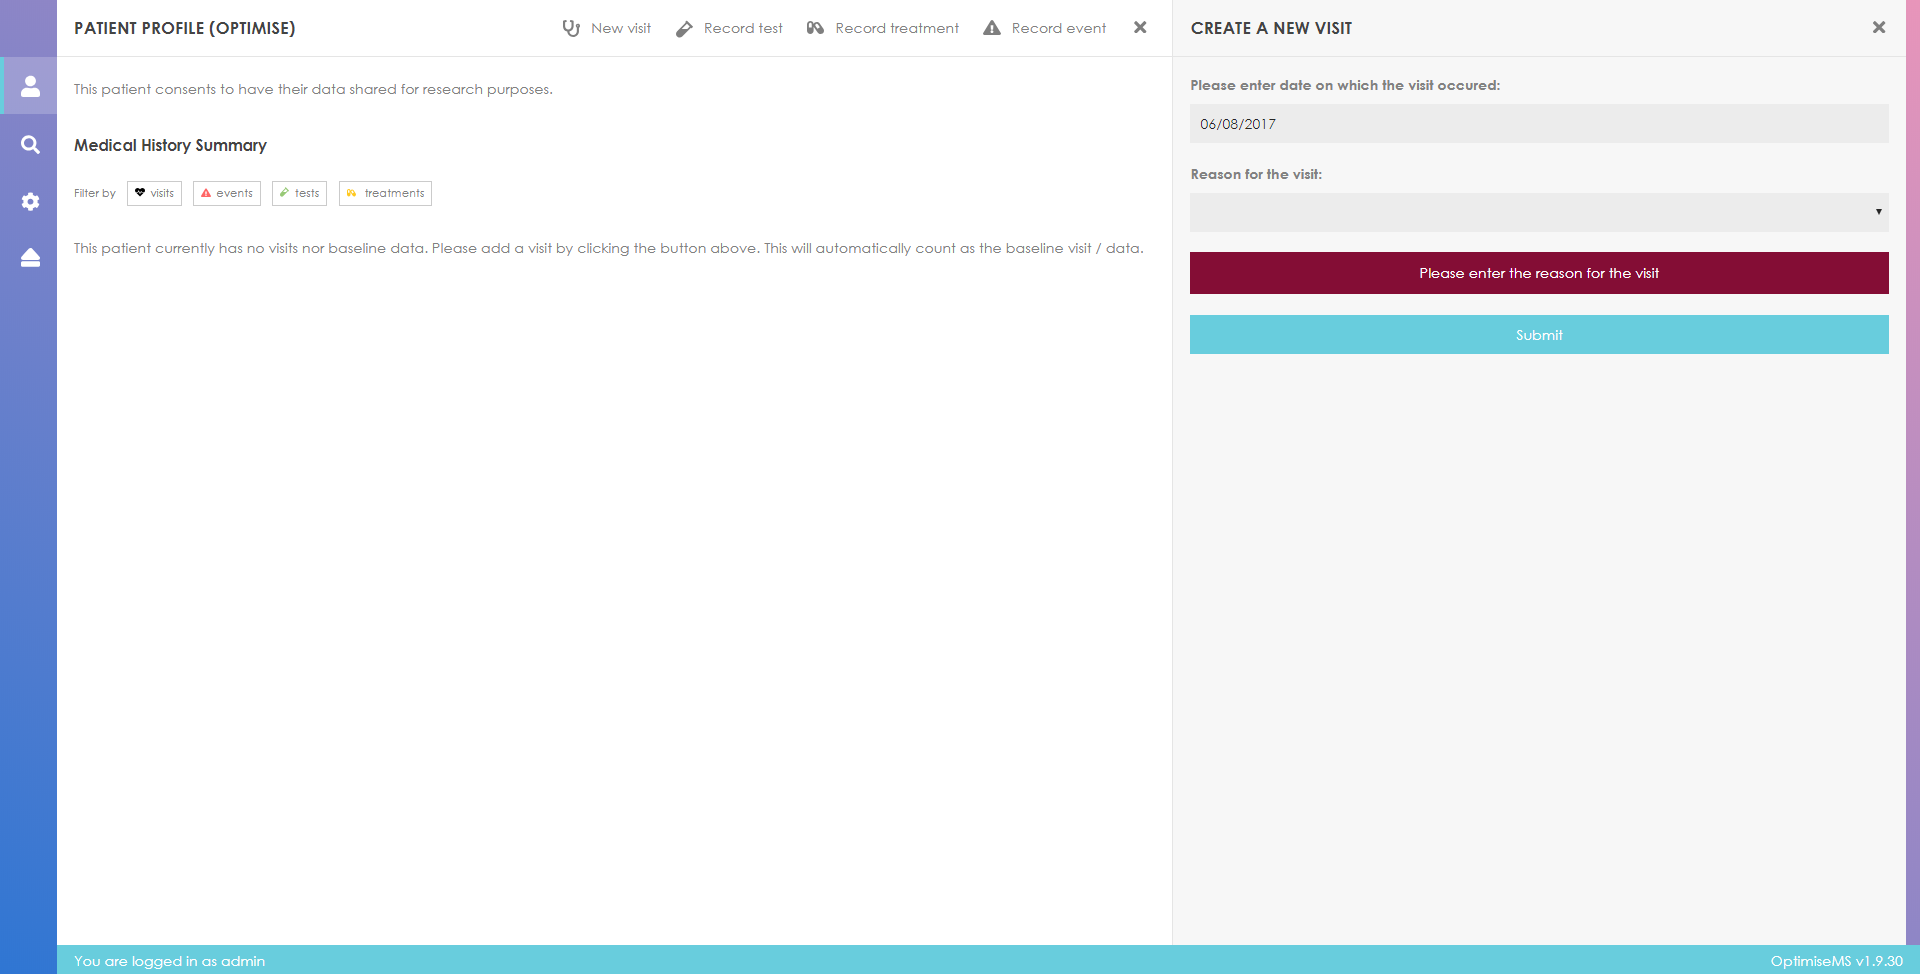 PATIENT PROFILE (OPTIMISE)
New visit
Record test
Record treatment
Record event
This patient consents to have their data shared for research purposes.
Medical History Summary
Filter by visits events tests treatments
This patient currently has no visits nor baseline data. Please add a visit by clicking the button above. This will automatically count as the baseline visit / data.
CREATE A NEW VISIT
Please enter date on which the visit occured:
06/08/2017
Reason for the visit:
Please enter the reason for the visit
Submit
You are logged in as admin
OptimiseMS v1.9.30